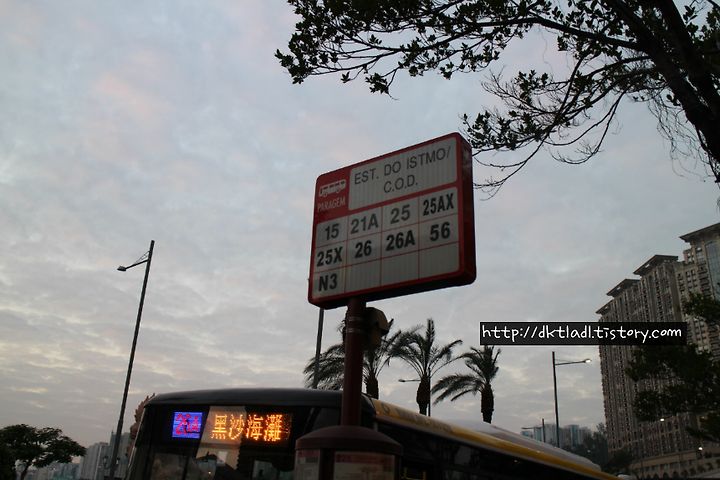 EST. DO ISTMO/
C.O.D.
PARAGEM
15 21A 25 25AX
25X 26 26A 56
N3
http://dktladl.tistory.com
黑沙海灘